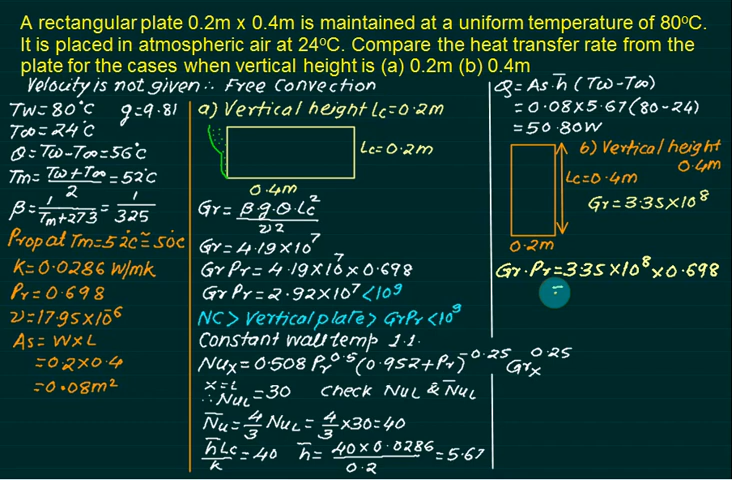 A rectangular plate 0.2m x 0.4m is maintained at a uniform temperature of 80°C.
It is placed in atmospheric air at 24°C. Compare the heat transfer rate from the
plate for the cases when vertical height is (a) 0.2m (b) 0.4m
Velocity is not given ∴ Free Convection
Tw=80°C g=9.81
T∞=24°C
θ=Tw-T∞=56°C
Tm=(Tw+T∞)/2=52°C
β=1/(Tm+273)=1/325
Prop at Tm=52°C≅50°C
K=0.0286 W/mk
Pr=0.698
ν=17.95×10⁻⁶
As=W×L
=0.2×0.4
=0.08m²
a) Vertical height Lc=0.2m
Lc=0.2m
0.4m
Gr=β·g·θ·Lc²/ν2
Gr=4.19×10⁷
GrPr=4.19×10⁷×0.698
GrPr=2.92×10⁷<10⁹
NC> Vertical plate> GrPr<10⁹
Constant wall temp 1.1.
Nux=0.508 Pr^0.5(0.952+Pr)^-0.25 Grx^0.25
x=L
∴NuL=30 check NuL & N̄uL
N̄u=4/3 NuL=4/3×30=40
h̄Lc/k=40 h̄=40×0.0286/0.2=5.67
Q=As h̄ (Tw-T∞)
=0.08×5.67(80-24)
=50.80W
b) Vertical height
0.4m
Lc=0.4m
Gr=3.35×10⁸
0.2m
Gr·Pr=3.35×10⁸×0.698
=